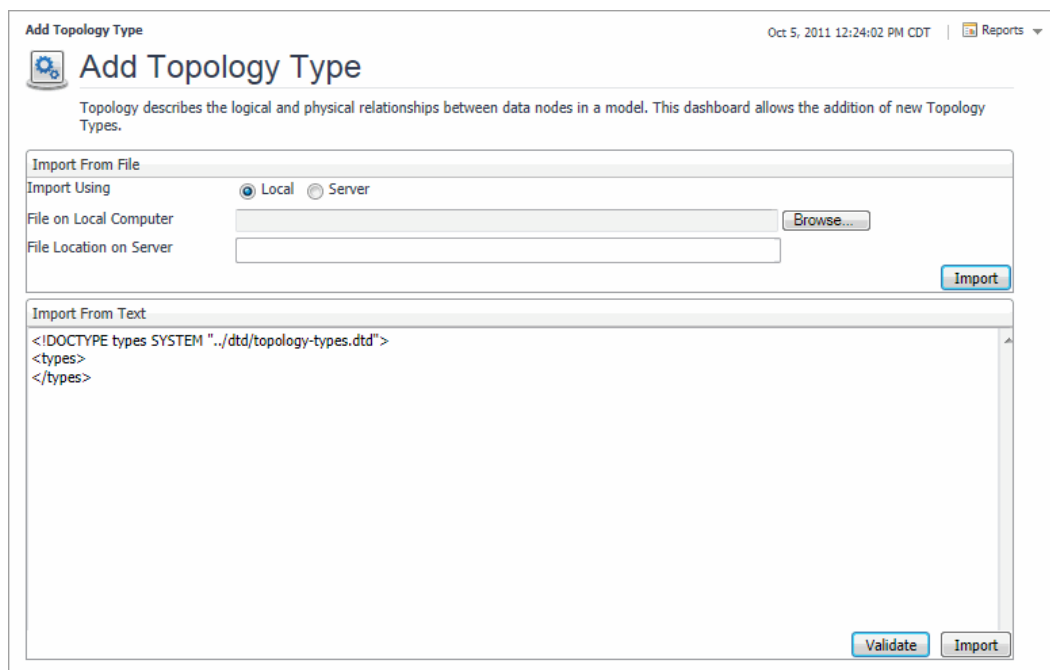 Add Topology Type
Oct 5, 2011 12:24:02 PM CDT | Reports
Add Topology Type
Topology describes the logical and physical relationships between data nodes in a model. This dashboard allows the addition of new Topology
Types.
Import From File
Import Using Local Server
File on Local Computer Browse...
File Location on Server
Import
Import From Text
<!DOCTYPE types SYSTEM "../dtd/topology-types.dtd">
<types>
</types>
Validate Import